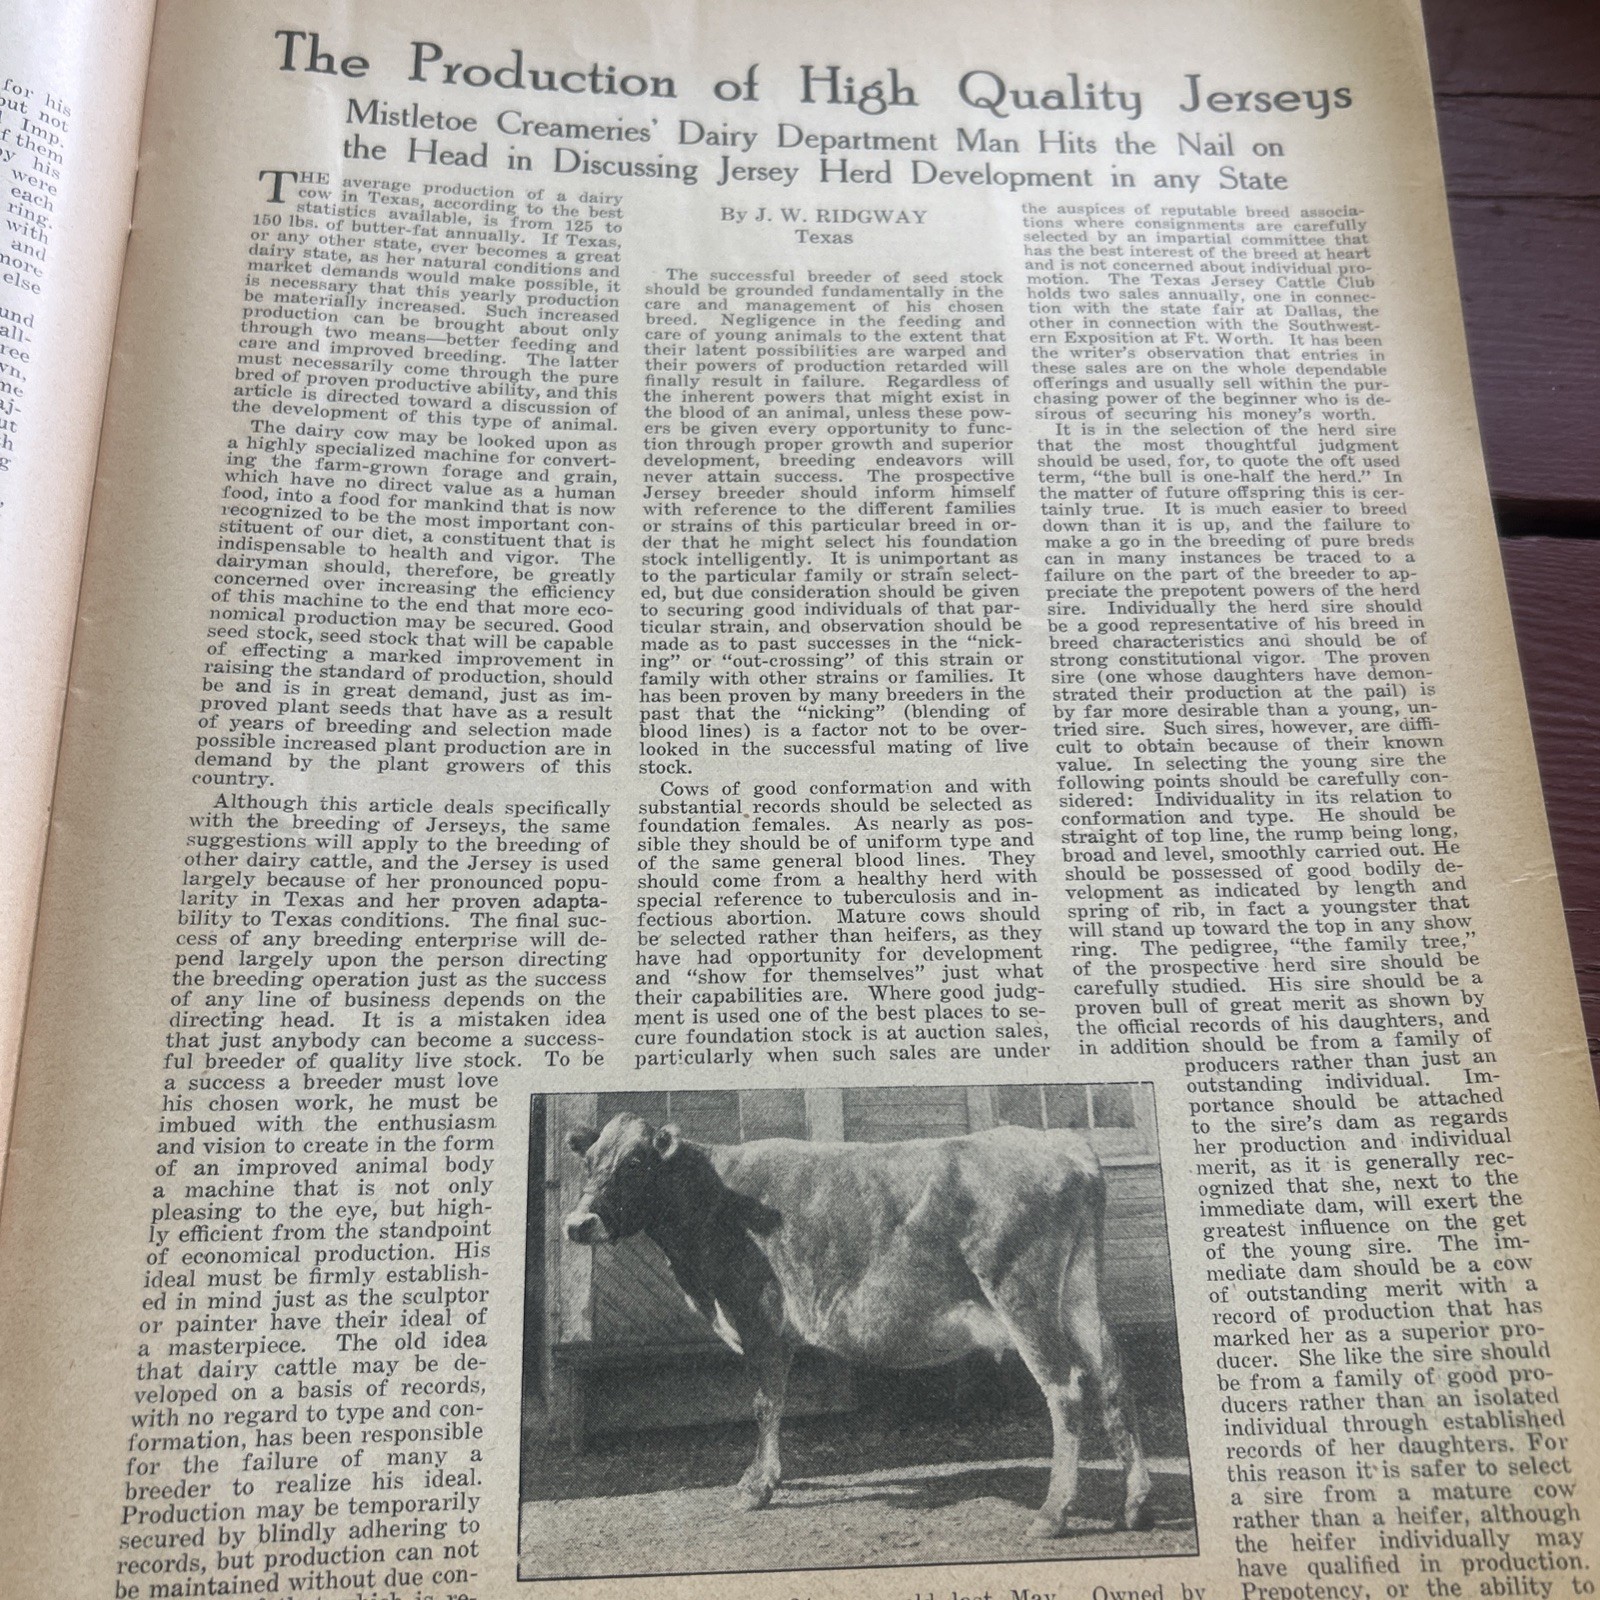 for his
out not
Imp.
f them
by his
were
each
ring.
with
and
more
else
und
all-
ree
wn,
me
aj-
ut
h
g
The Production of High Quality Jerseys
Mistletoe Creameries' Dairy Department Man Hits the Nail on
the Head in Discussing Jersey Herd Development in any State
THE average production of a dairy
cow in Texas, according to the best
statistics available, is from 125 to
150 lbs. of butter-fat annually. If Texas,
or any other state, ever becomes a great
dairy state, as her natural conditions and
market demands would make possible, it
is necessary that this yearly production
be materially increased. Such increased
production can be brought about only
through two means—better feeding and
care and improved breeding. The latter
must necessarily come through the pure
bred of proven productive ability, and this
article is directed toward a discussion of
the development of this type of animal.
The dairy cow may be looked upon as
a highly specialized machine for convert-
ing the farm-grown forage and grain,
which have no direct value as a human
food, into a food for mankind that is now
recognized to be the most important con-
stituent of our diet, a constituent that is
indispensable to health and vigor. The
dairyman should, therefore, be greatly
concerned over increasing the efficiency
of this machine to the end that more eco-
nomical production may be secured. Good
seed stock, seed stock that will be capable
of effecting a marked improvement in
raising the standard of production, should
be and is in great demand, just as im-
proved plant seeds that have as a result
of years of breeding and selection made
possible increased plant production are in
demand by the plant growers of this
country.
Although this article deals specifically
with the breeding of Jerseys, the same
suggestions will apply to the breeding of
other dairy cattle, and the Jersey is used
largely because of her pronounced popu-
larity in Texas and her proven adapta-
bility to Texas conditions. The final suc-
cess of any breeding enterprise will de-
pend largely upon the person directing
the breeding operation just as the success
of any line of business depends on the
directing head. It is a mistaken idea
that just anybody can become a success-
ful breeder of quality live stock. To be
a success a breeder must love
his chosen work, he must be
imbued with the enthusiasm
and vision to create in the form
of an improved animal body
a machine that is not only
pleasing to the eye, but high-
ly efficient from the standpoint
of economical production. His
ideal must be firmly establish-
ed in mind just as the sculptor
or painter have their ideal of
a masterpiece. The old idea
that dairy cattle may be de-
veloped on a basis of records,
with no regard to type and con-
formation, has been responsible
for the failure of many a
breeder to realize his ideal.
Production may be temporarily
secured by blindly adhering to
records, but production can not
be maintained without due con-
By J. W. RIDGWAY
Texas
The successful breeder of seed stock
should be grounded fundamentally in the
care and management of his chosen
breed. Negligence in the feeding and
care of young animals to the extent that
their latent possibilities are warped and
their powers of production retarded will
finally result in failure. Regardless of
the inherent powers that might exist in
the blood of an animal, unless these pow-
ers be given every opportunity to func-
tion through proper growth and superior
development, breeding endeavors will
never attain success. The prospective
Jersey breeder should inform himself
with reference to the different families
or strains of this particular breed in or-
der that he might select his foundation
stock intelligently. It is unimportant as
to the particular family or strain select-
ed, but due consideration should be given
to securing good individuals of that par-
ticular strain, and observation should be
made as to past successes in the "nick-
ing" or "out-crossing" of this strain or
family with other strains or families. It
has been proven by many breeders in the
past that the "nicking" (blending of
blood lines) is a factor not to be over-
looked in the successful mating of live
stock.
Cows of good conformation and with
substantial records should be selected as
foundation females. As nearly as pos-
sible they should be of uniform type and
of the same general blood lines. They
should come from a healthy herd with
special reference to tuberculosis and in-
fectious abortion. Mature cows should
be selected rather than heifers, as they
have had opportunity for development
and "show for themselves" just what
their capabilities are. Where good judg-
ment is used one of the best places to se-
cure foundation stock is at auction sales,
particularly when such sales are under
the auspices of reputable breed associa-
tions where consignments are carefully
selected by an impartial committee that
has the best interest of the breed at heart
and is not concerned about individual pro-
motion. The Texas Jersey Cattle Club
holds two sales annually, one in connec-
tion with the state fair at Dallas, the
other in connection with the Southwest-
ern Exposition at Ft. Worth. It has been
the writer's observation that entries in
these sales are on the whole dependable
offerings and usually sell within the pur-
chasing power of the beginner who is de-
sirous of securing his money's worth.
It is in the selection of the herd sire
that the most thoughtful judgment
should be used, for, to quote the oft used
term, "the bull is one-half the herd." In
the matter of future offspring this is cer-
tainly true. It is much easier to breed
down than it is up, and the failure to
make a go in the breeding of pure breds
can in many instances be traced to a
failure on the part of the breeder to ap-
preciate the prepotent powers of the herd
sire. Individually the herd sire should
be a good representative of his breed in
breed characteristics and should be of
strong constitutional vigor. The proven
sire (one whose daughters have demon-
strated their production at the pail) is
by far more desirable than a young, un-
tried sire. Such sires, however, are diffi-
cult to obtain because of their known
value. In selecting the young sire the
following points should be carefully con-
sidered: Individuality in its relation to
conformation and type. He should be
straight of top line, the rump being long,
broad and level, smoothly carried out. He
should be possessed of good bodily de-
velopment as indicated by length and
spring of rib, in fact a youngster that
will stand up toward the top in any show
ring. The pedigree, "the family tree,"
of the prospective herd sire should be
carefully studied. His sire should be a
proven bull of great merit as shown by
the official records of his daughters, and
in addition should be from a family of
producers rather than just an
outstanding individual. Im-
portance should be attached
to the sire's dam as regards
her production and individual
merit, as it is generally rec-
ognized that she, next to the
immediate dam, will exert the
greatest influence on the get
of the young sire. The im-
mediate dam should be a cow
of outstanding merit with a
record of production that has
marked her as a superior pro-
ducer. She like the sire should
be from a family of good pro-
ducers rather than an isolated
individual through established
records of her daughters. For
this reason it is safer to select
a sire from a mature cow
rather than a heifer, although
the heifer individually may
have qualified in production.
Prepotency, or the ability to
last May. Owned by